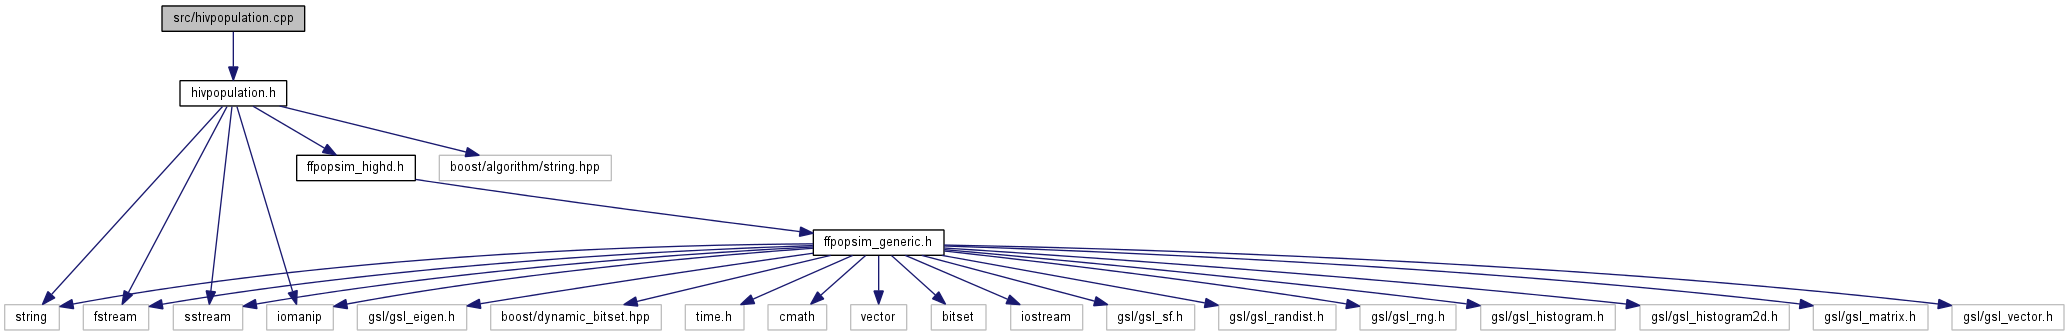 src/hivpopulation.cpp
hivpopulation.h
ffpopsim_highd.h
boost/algorithm/string.hpp
ffpopsim_generic.h
string
fstream
sstream
iomanip
gsl/gsl_eigen.h
boost/dynamic_bitset.hpp
time.h
cmath
vector
bitset
iostream
gsl/gsl_sf.h
gsl/gsl_randist.h
gsl/gsl_rng.h
gsl/gsl_histogram.h
gsl/gsl_histogram2d.h
gsl/gsl_matrix.h
gsl/gsl_vector.h